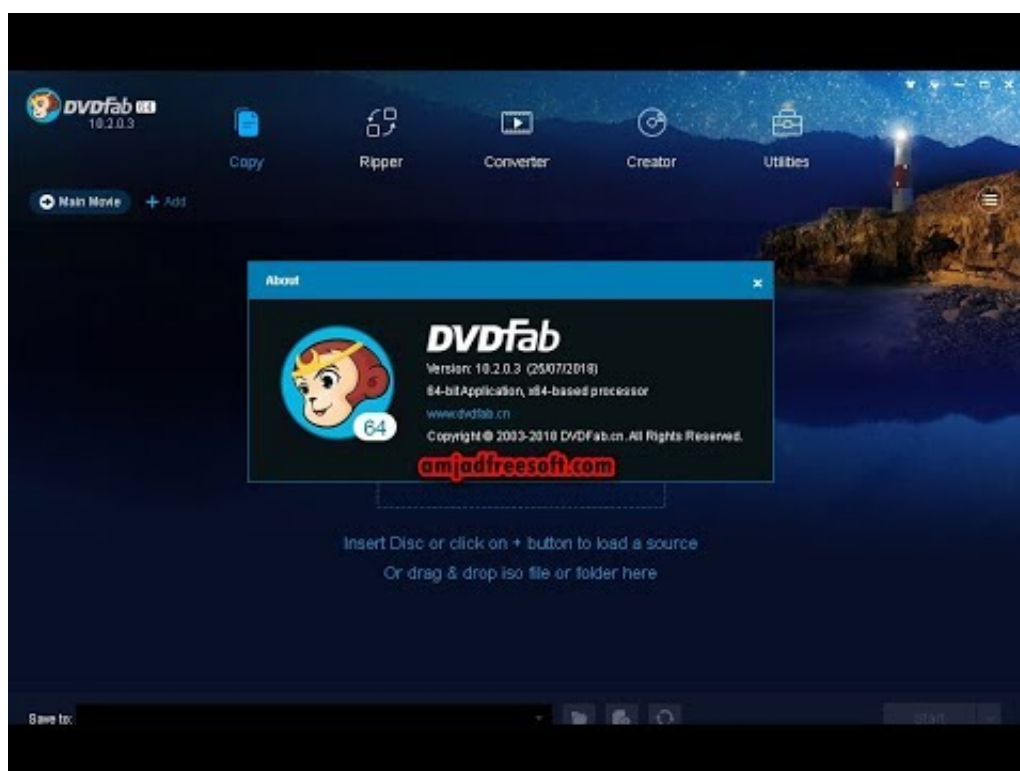 DVDFab 64
10.2.0.3
Copy
Ripper
Converter
Creator
Utilities
Main Movie
+ Add
About
DVDFab
Version: 10.2.0.3 (25/07/2018)
64-bit Application, x64-based processor
www.dvdfab.cn
Copyright © 2003-2018 DVDFab.cn. All Rights Reserved.
64
amjadfreesoft.com
Insert Disc or click on + button to load a source
Or drag & drop iso file or folder here
Save to:
Start